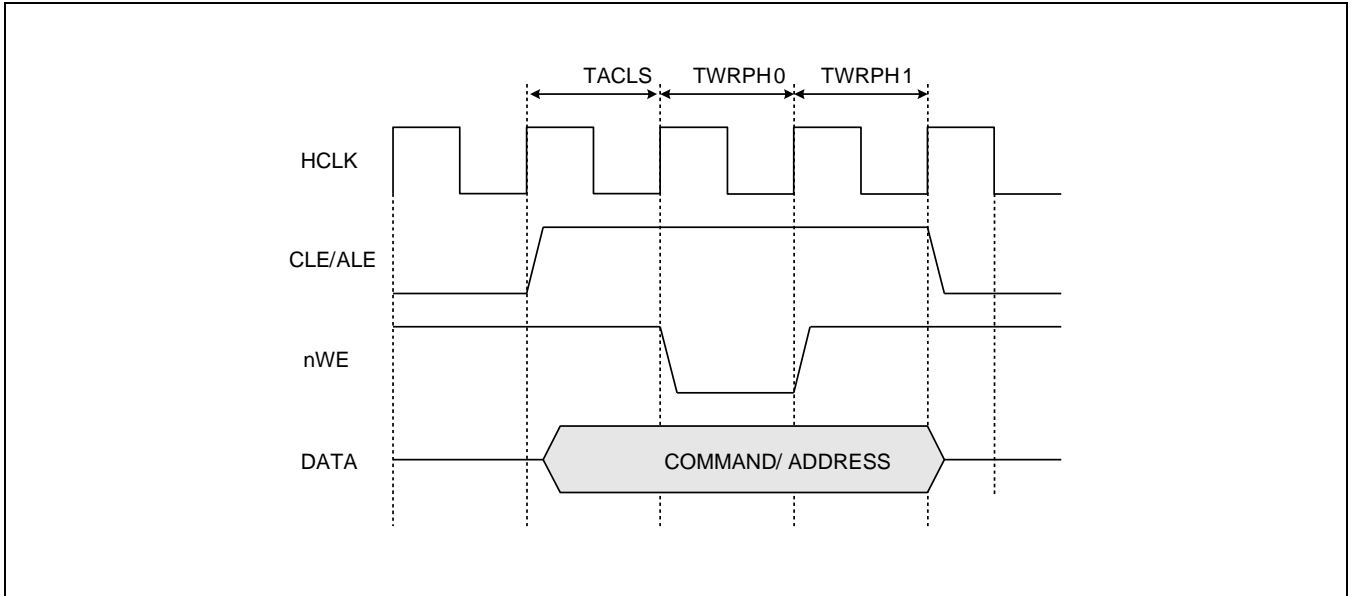 TACLS TWRPH0 TWRPH1
HCLK
CLE/ALE
nWE
DATA
COMMAND/ ADDRESS